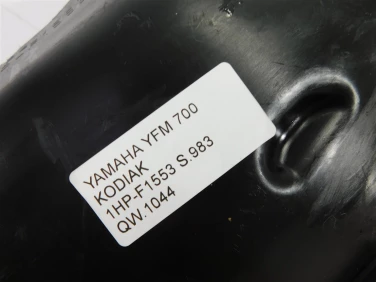 YAMAHA YFM 700
KODIAK
1HP-F1553 S.983
QW.1044